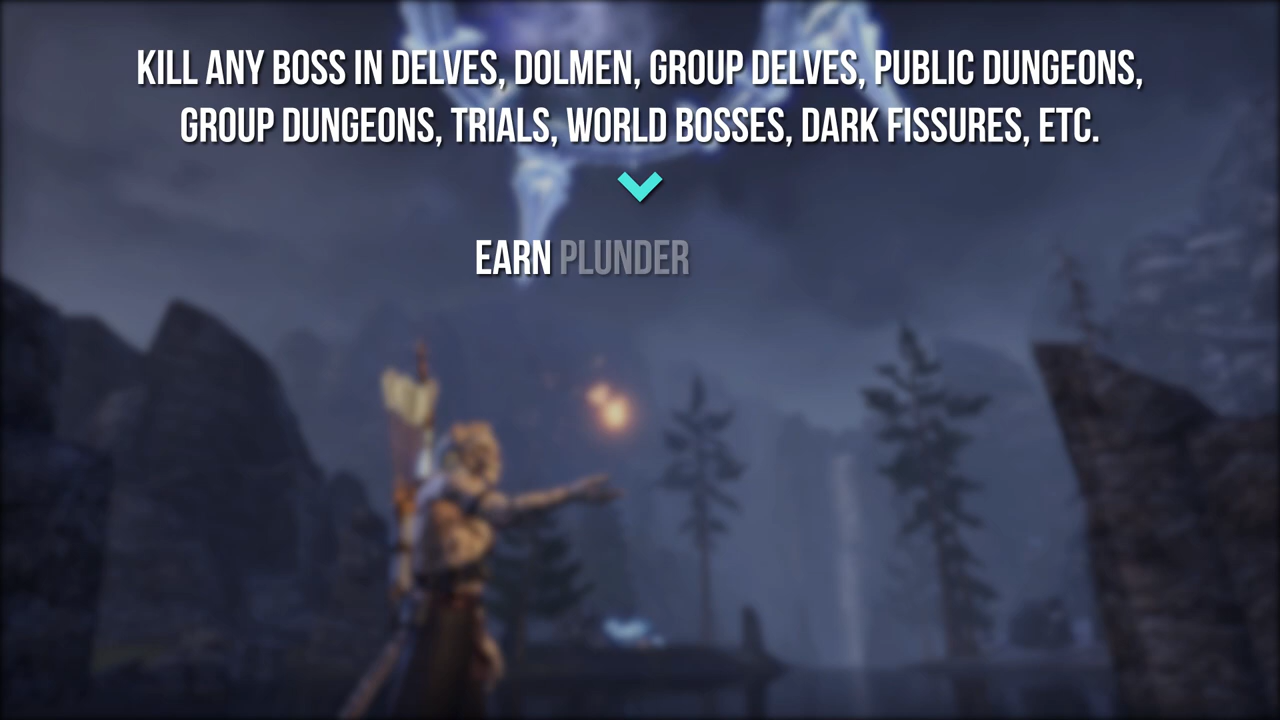 KILL ANY BOSS IN DELVES, DOLMEN, GROUP DELVES, PUBLIC DUNGEONS,
GROUP DUNGEONS, TRIALS, WORLD BOSSES, DARK FISSURES, ETC.
EARN PLUNDER